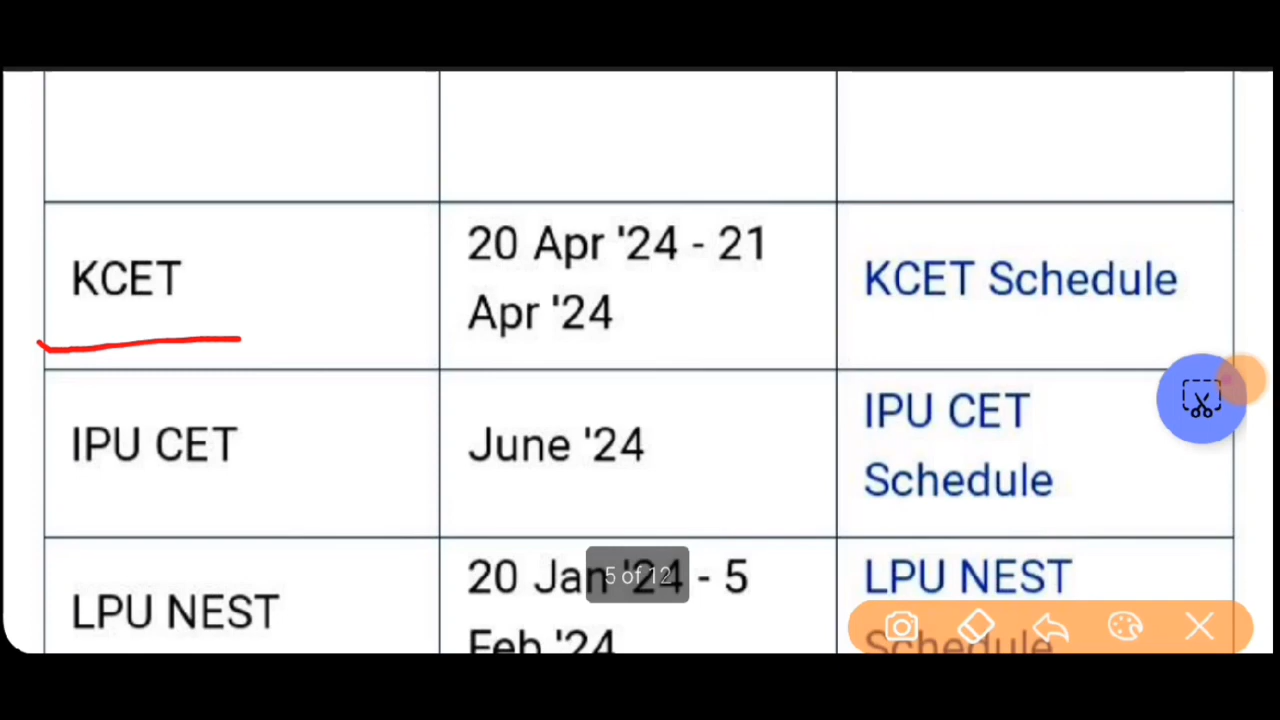 KCET
20 Apr '24 - 21
Apr '24
KCET Schedule
IPU CET
June '24
IPU CET
Schedule
LPU NEST
20 Jan '24 - 5
Feb '24
LPU NEST
Schedule
5 of 12